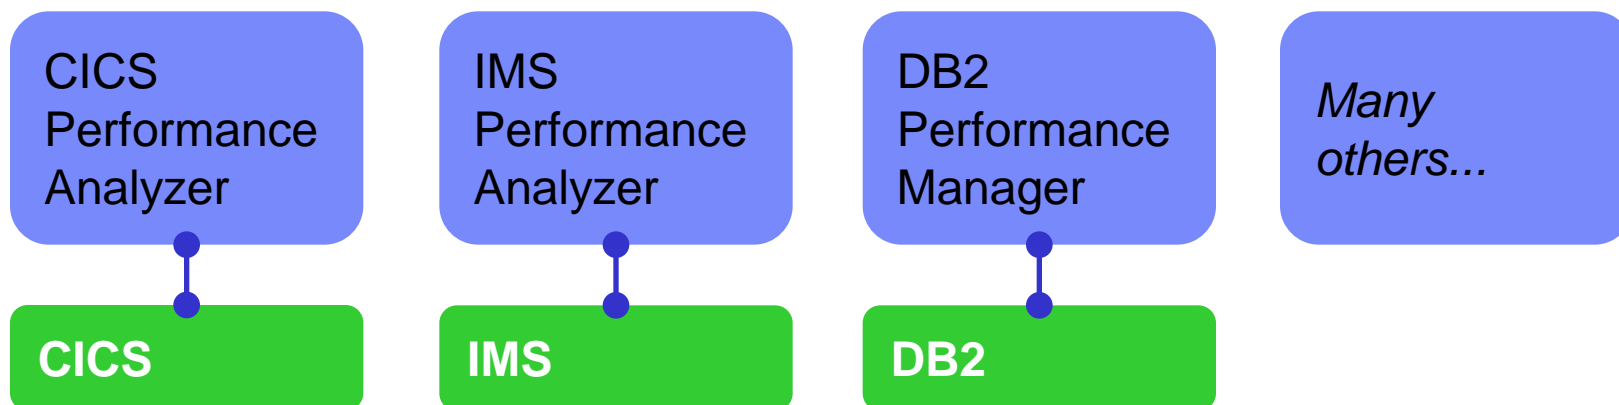 CICS
Performance
Analyzer
IMS
Performance
Analyzer
DB2
Performance
Manager
Many
others...
CICS
IMS
DB2